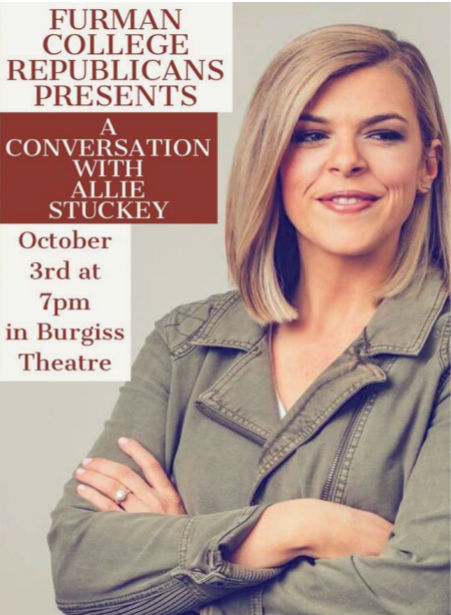 FURMAN
COLLEGE
REPUBLICANS
PRESENTS
A
CONVERSATION
WITH
ALLIE
STUCKEY
October
3rd at
7pm
in Burgiss
Theatre